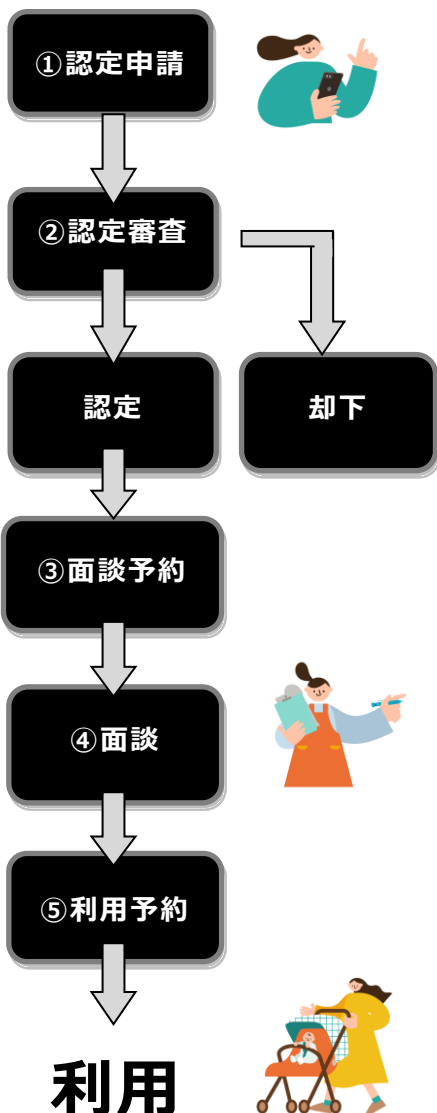 ①認定申請
②認定審査
認定
却下
③面談予約
④面談
⑤利用予約
利用